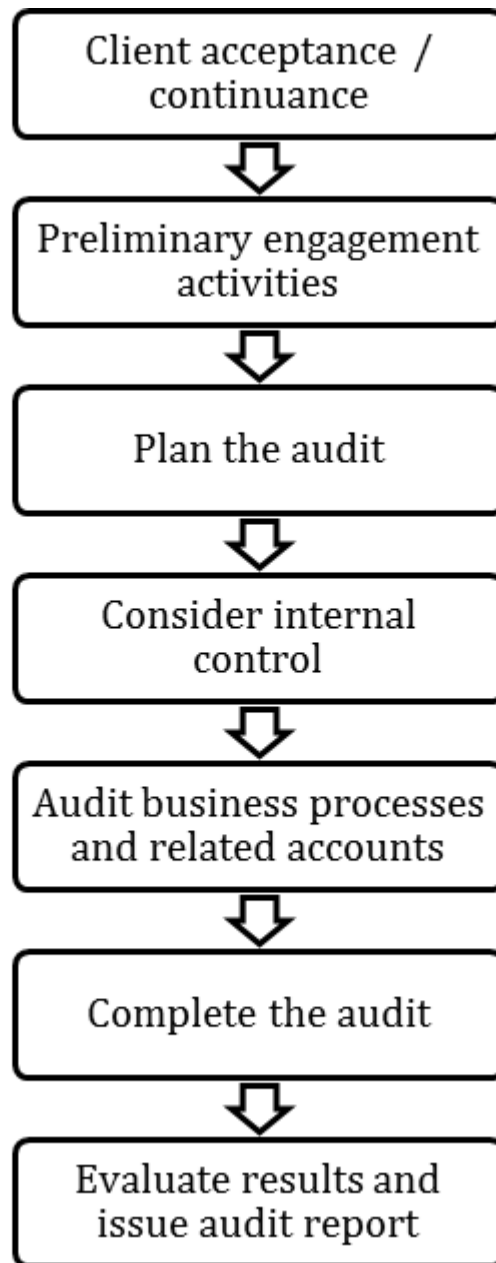 Client acceptance /
continuance
Preliminary engagement
activities
Plan the audit
Consider internal
control
Audit business processes
and related accounts
Complete the audit
Evaluate results and
issue audit report